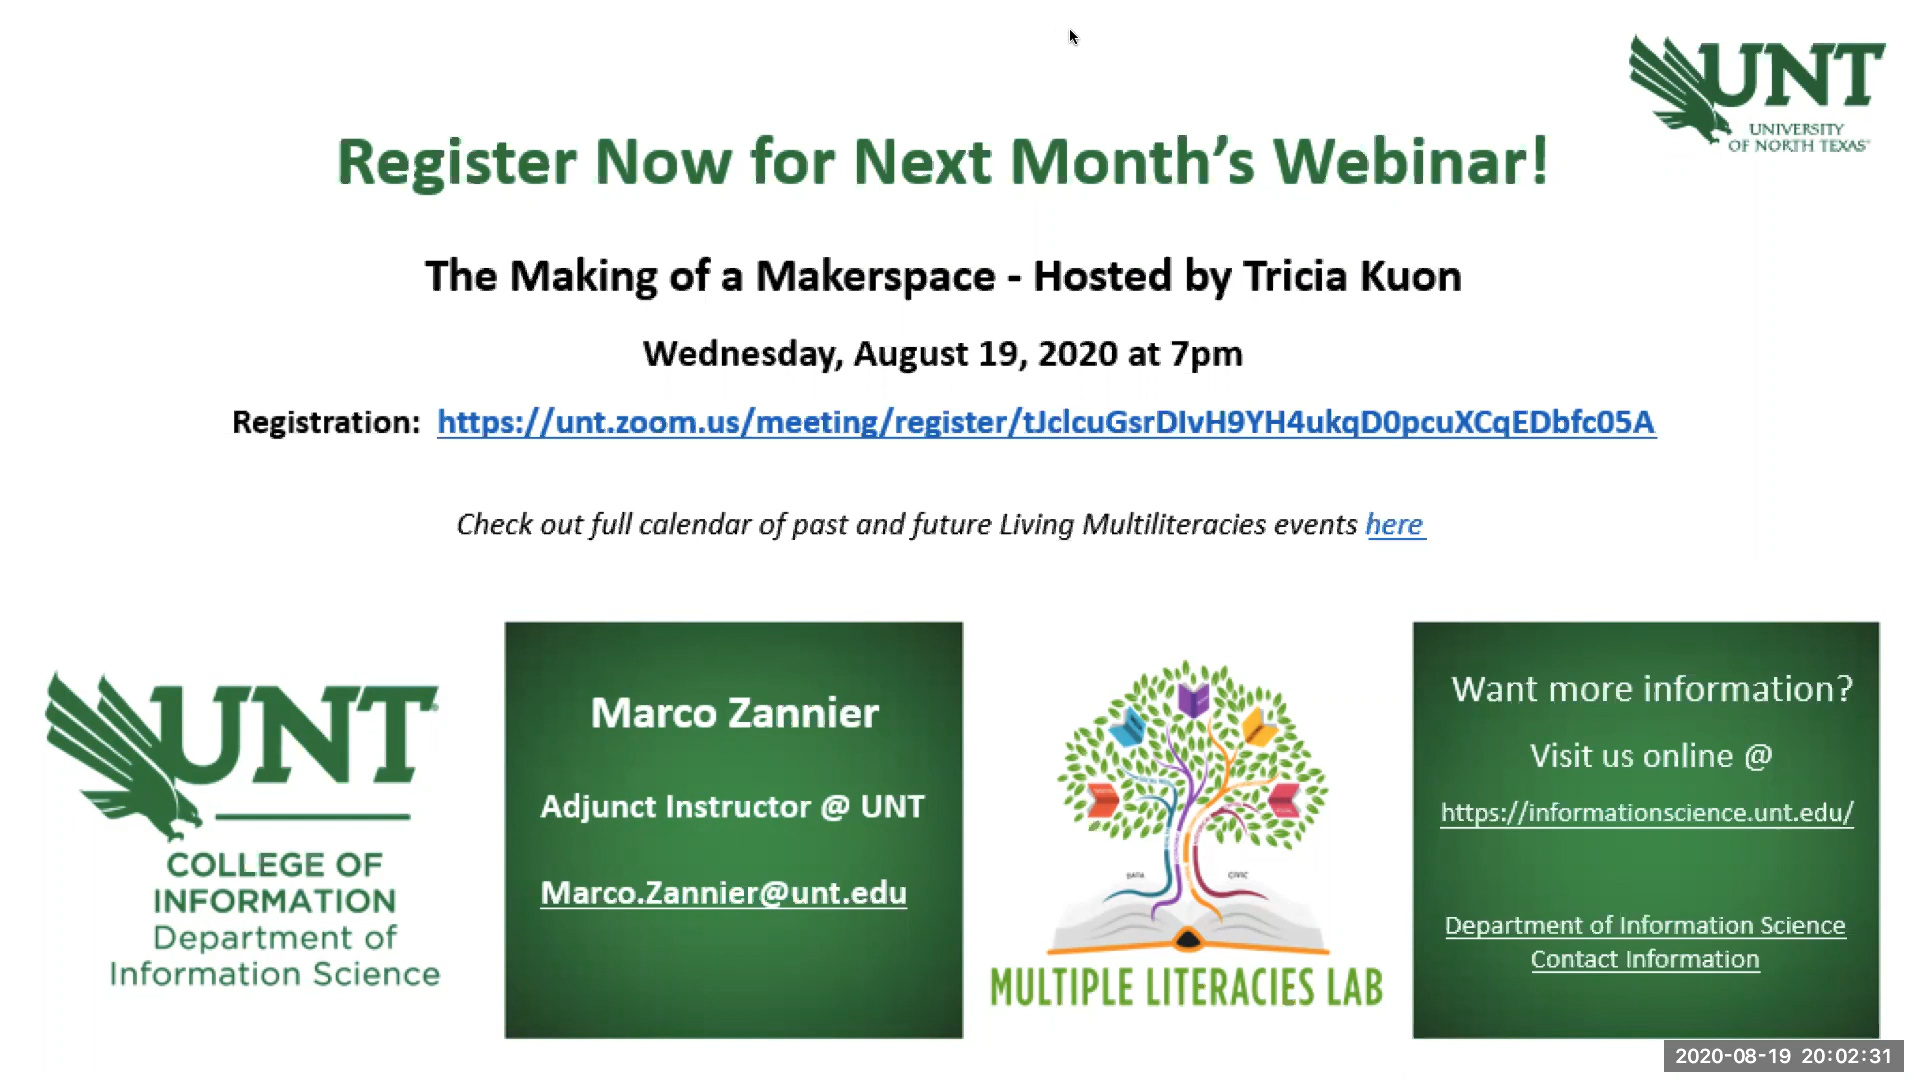 UNT
UNIVERSITY
OF NORTH TEXAS
Register Now for Next Month's Webinar!
The Making of a Makerspace - Hosted by Tricia Kuon
Wednesday, August 19, 2020 at 7pm
Registration: https://unt.zoom.us/meeting/register/tJclcuGsrDIvH9YH4ukqD0pcuXCqEDbfc05A
Check out full calendar of past and future Living Multiliteracies events here
UNT
COLLEGE OF
INFORMATION
Department of
Information Science
Marco Zannier
Adjunct Instructor @ UNT
Marco.Zannier@unt.edu
DATA
CIVIC
MULTIPLE LITERACIES LAB
Want more information?
Visit us online @
https://informationscience.unt.edu/
Department of Information Science
Contact Information
2020-08-19 20:02:31